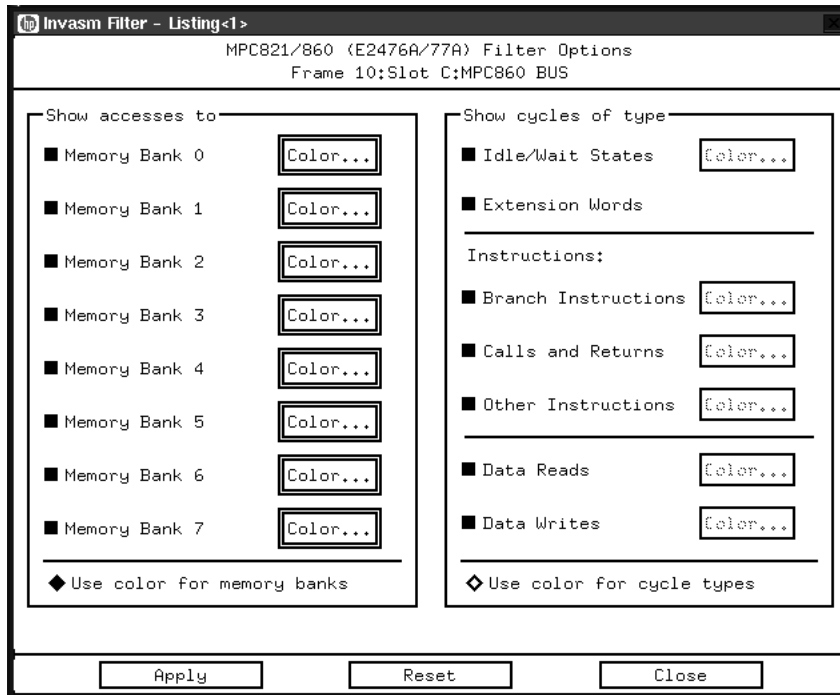 hp Invasm Filter - Listing<1>
MPC821/860 (E2476A/77A) Filter Options
Frame 10:Slot C:MPC860 BUS
Show accesses to
Memory Bank 0 Color...
Memory Bank 1 Color...
Memory Bank 2 Color...
Memory Bank 3 Color...
Memory Bank 4 Color...
Memory Bank 5 Color...
Memory Bank 6 Color...
Memory Bank 7 Color...
Use color for memory banks
Show cycles of type
Idle/Wait States Color...
Extension Words
Instructions:
Branch Instructions Color...
Calls and Returns Color...
Other Instructions Color...
Data Reads Color...
Data Writes Color...
Use color for cycle types
Apply Reset Close